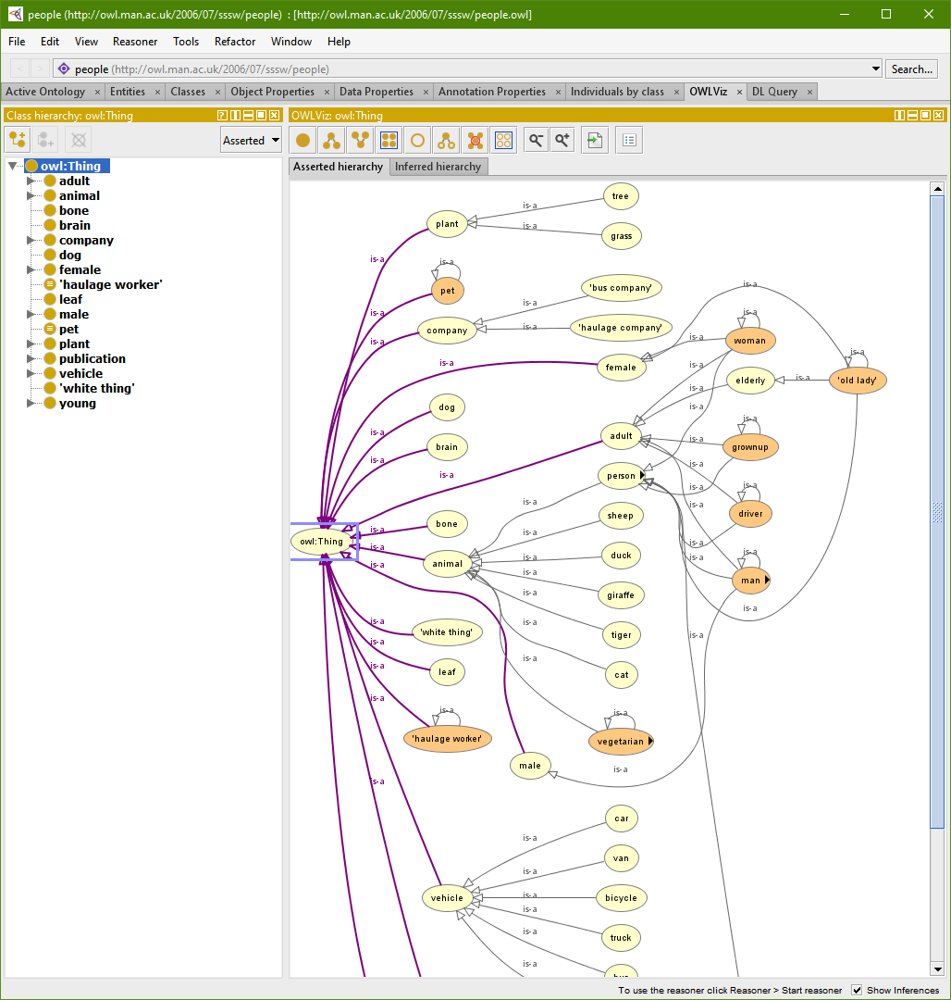 people (http://owl.man.ac.uk/2006/07/sssw/people) : [http://owl.man.ac.uk/2006/07/sssw/people.owl]
File Edit View Reasoner Tools Refactor Window Help
people (http://owl.man.ac.uk/2006/07/sssw/people) Search...
Active Ontology × Entities × Classes × Object Properties × Data Properties × Annotation Properties × Individuals by class × OWLViz × DL Query ×
Class hierarchy: owl:Thing
Asserted
owl:Thing
adult
animal
bone
brain
company
dog
female
'haulage worker'
leaf
male
pet
plant
publication
vehicle
'white thing'
young
OWLViz: owl:Thing
Asserted hierarchy Inferred hierarchy
tree
is-a
plant
is-a
grass
is-a
is-a
pet
'bus company'
is-a
is-a
company
is-a
'haulage company'
is-a
is-a
is-a
woman
is-a
is-a
is-a
female
is-a
elderly
is-a
'old lady'
is-a
dog
is-a
is-a
is-a
adult
is-a
grownup
is-a
brain
is-a
is-a
person
is-a
is-a
driver
is-a
sheep
is-a
bone
is-a
is-a
owl:Thing
is-a
animal
is-a
duck
is-a
is-a
man
is-a
giraffe
is-a
is-a
is-a
'white thing'
is-a
tiger
is-a
is-a
leaf
is-a
cat
is-a
is-a
'haulage worker'
is-a
vegetarian
male
is-a
is-a
car
is-a
van
is-a
vehicle
is-a
bicycle
is-a
truck
is-a
is-a
bus
To use the reasoner click Reasoner > Start reasoner Show Inferences